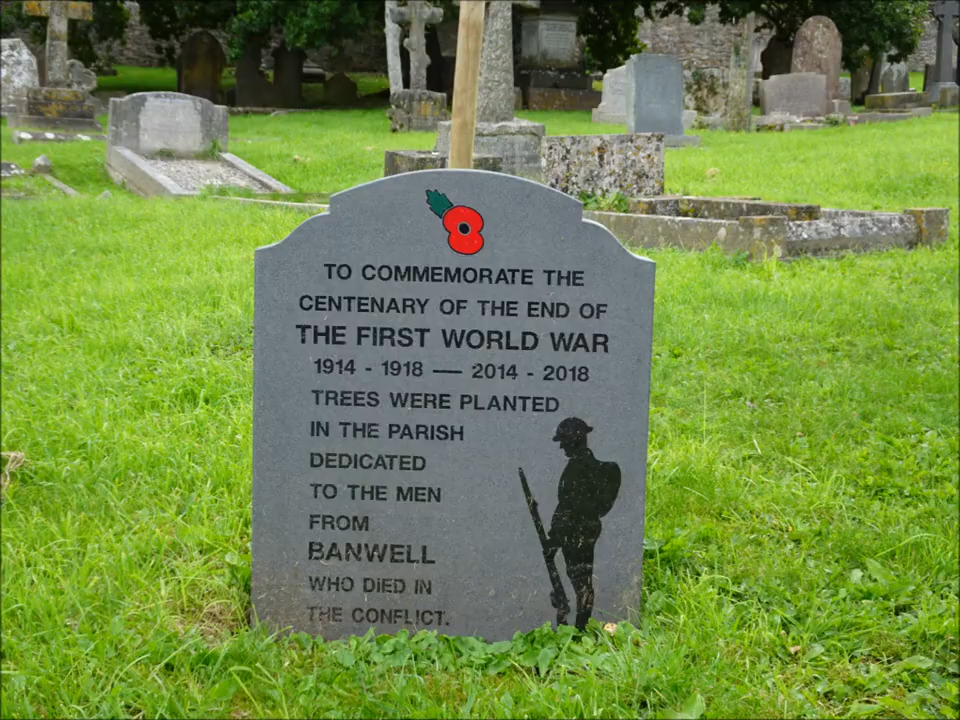 TO COMMEMORATE THE
CENTENARY OF THE END OF
THE FIRST WORLD WAR
1914 - 1918 — 2014 - 2018
TREES WERE PLANTED
IN THE PARISH
DEDICATED
TO THE MEN
FROM
BANWELL
WHO DIED IN
THE CONFLICT.